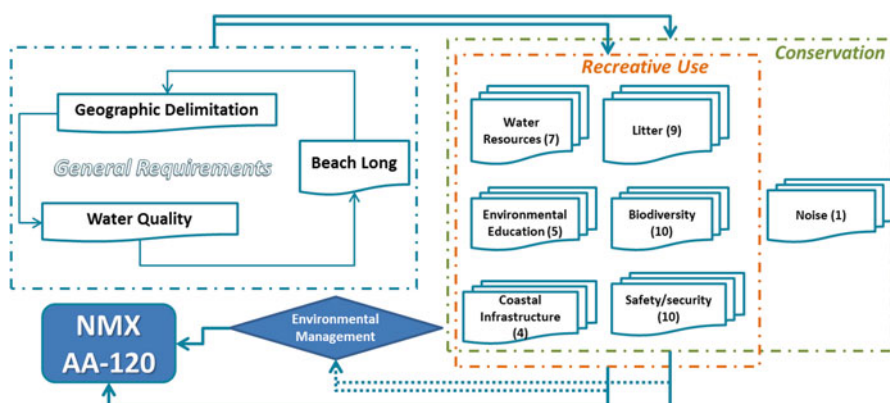 Conservation
Recreative Use
Geographic Delimitation
General Requirements
Beach Long
Water Quality
Water
Resources (7)
Litter (9)
Environmental
Education (5)
Biodiversity
(10)
Noise (1)
Coastal
Infrastructure
(4)
Safety/security
(10)
NMX
AA-120
Environmental
Management